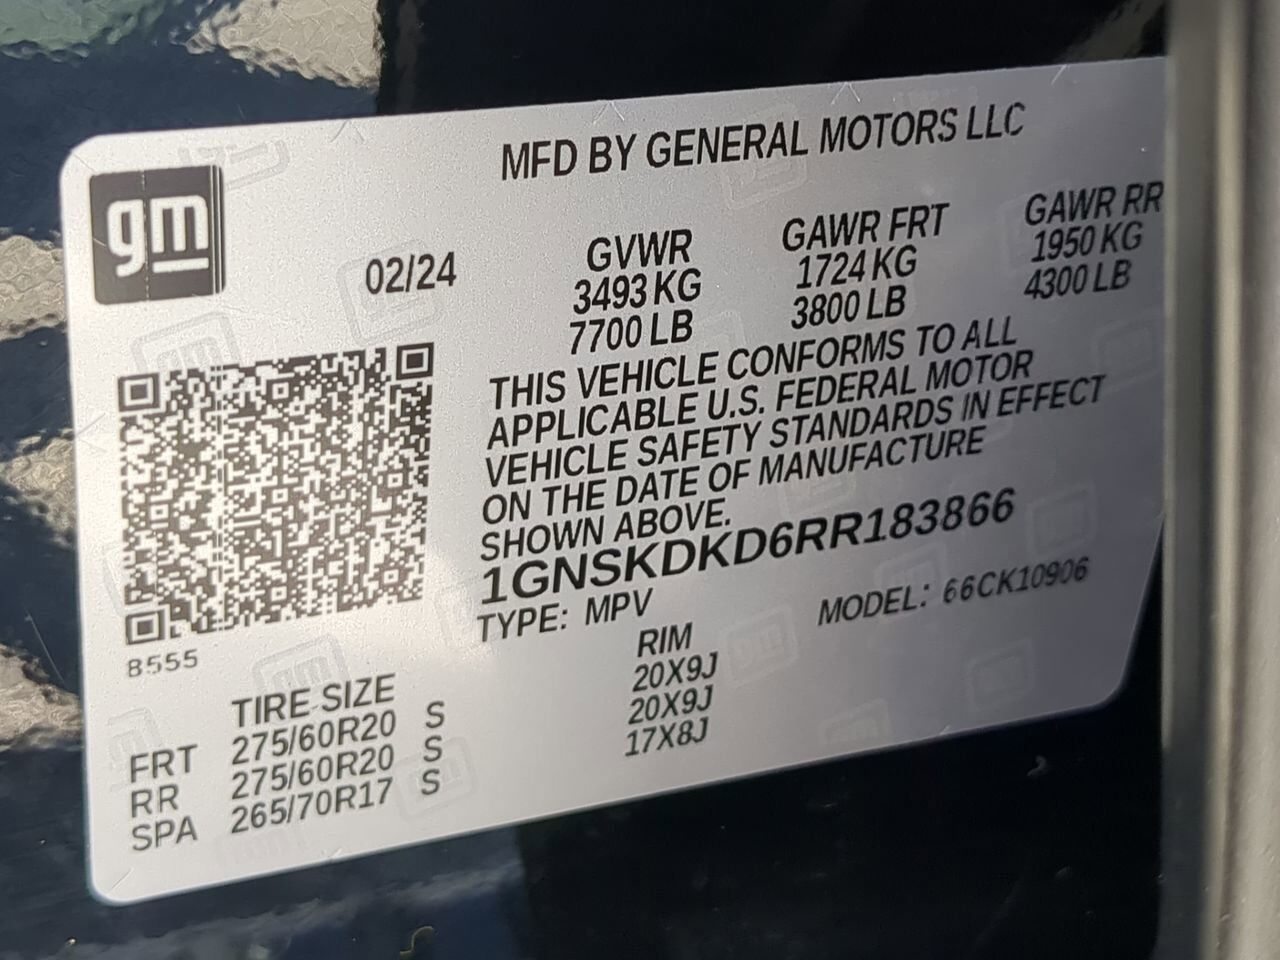 MFD BY GENERAL MOTORS LLC
gm
02/24
GVWR GAWR FRT GAWR RR
3493 KG 1724 KG 1950 KG
7700 LB 3800 LB 4300 LB
THIS VEHICLE CONFORMS TO ALL
APPLICABLE U.S. FEDERAL MOTOR
VEHICLE SAFETY STANDARDS IN EFFECT
ON THE DATE OF MANUFACTURE
SHOWN ABOVE.
1GNSKDKD6RR183866
TYPE: MPV MODEL: 66CK10906
8555
TIRE SIZE RIM
FRT 275/60R20 S 20X9J
RR 275/60R20 S 20X9J
SPA 265/70R17 S 17X8J